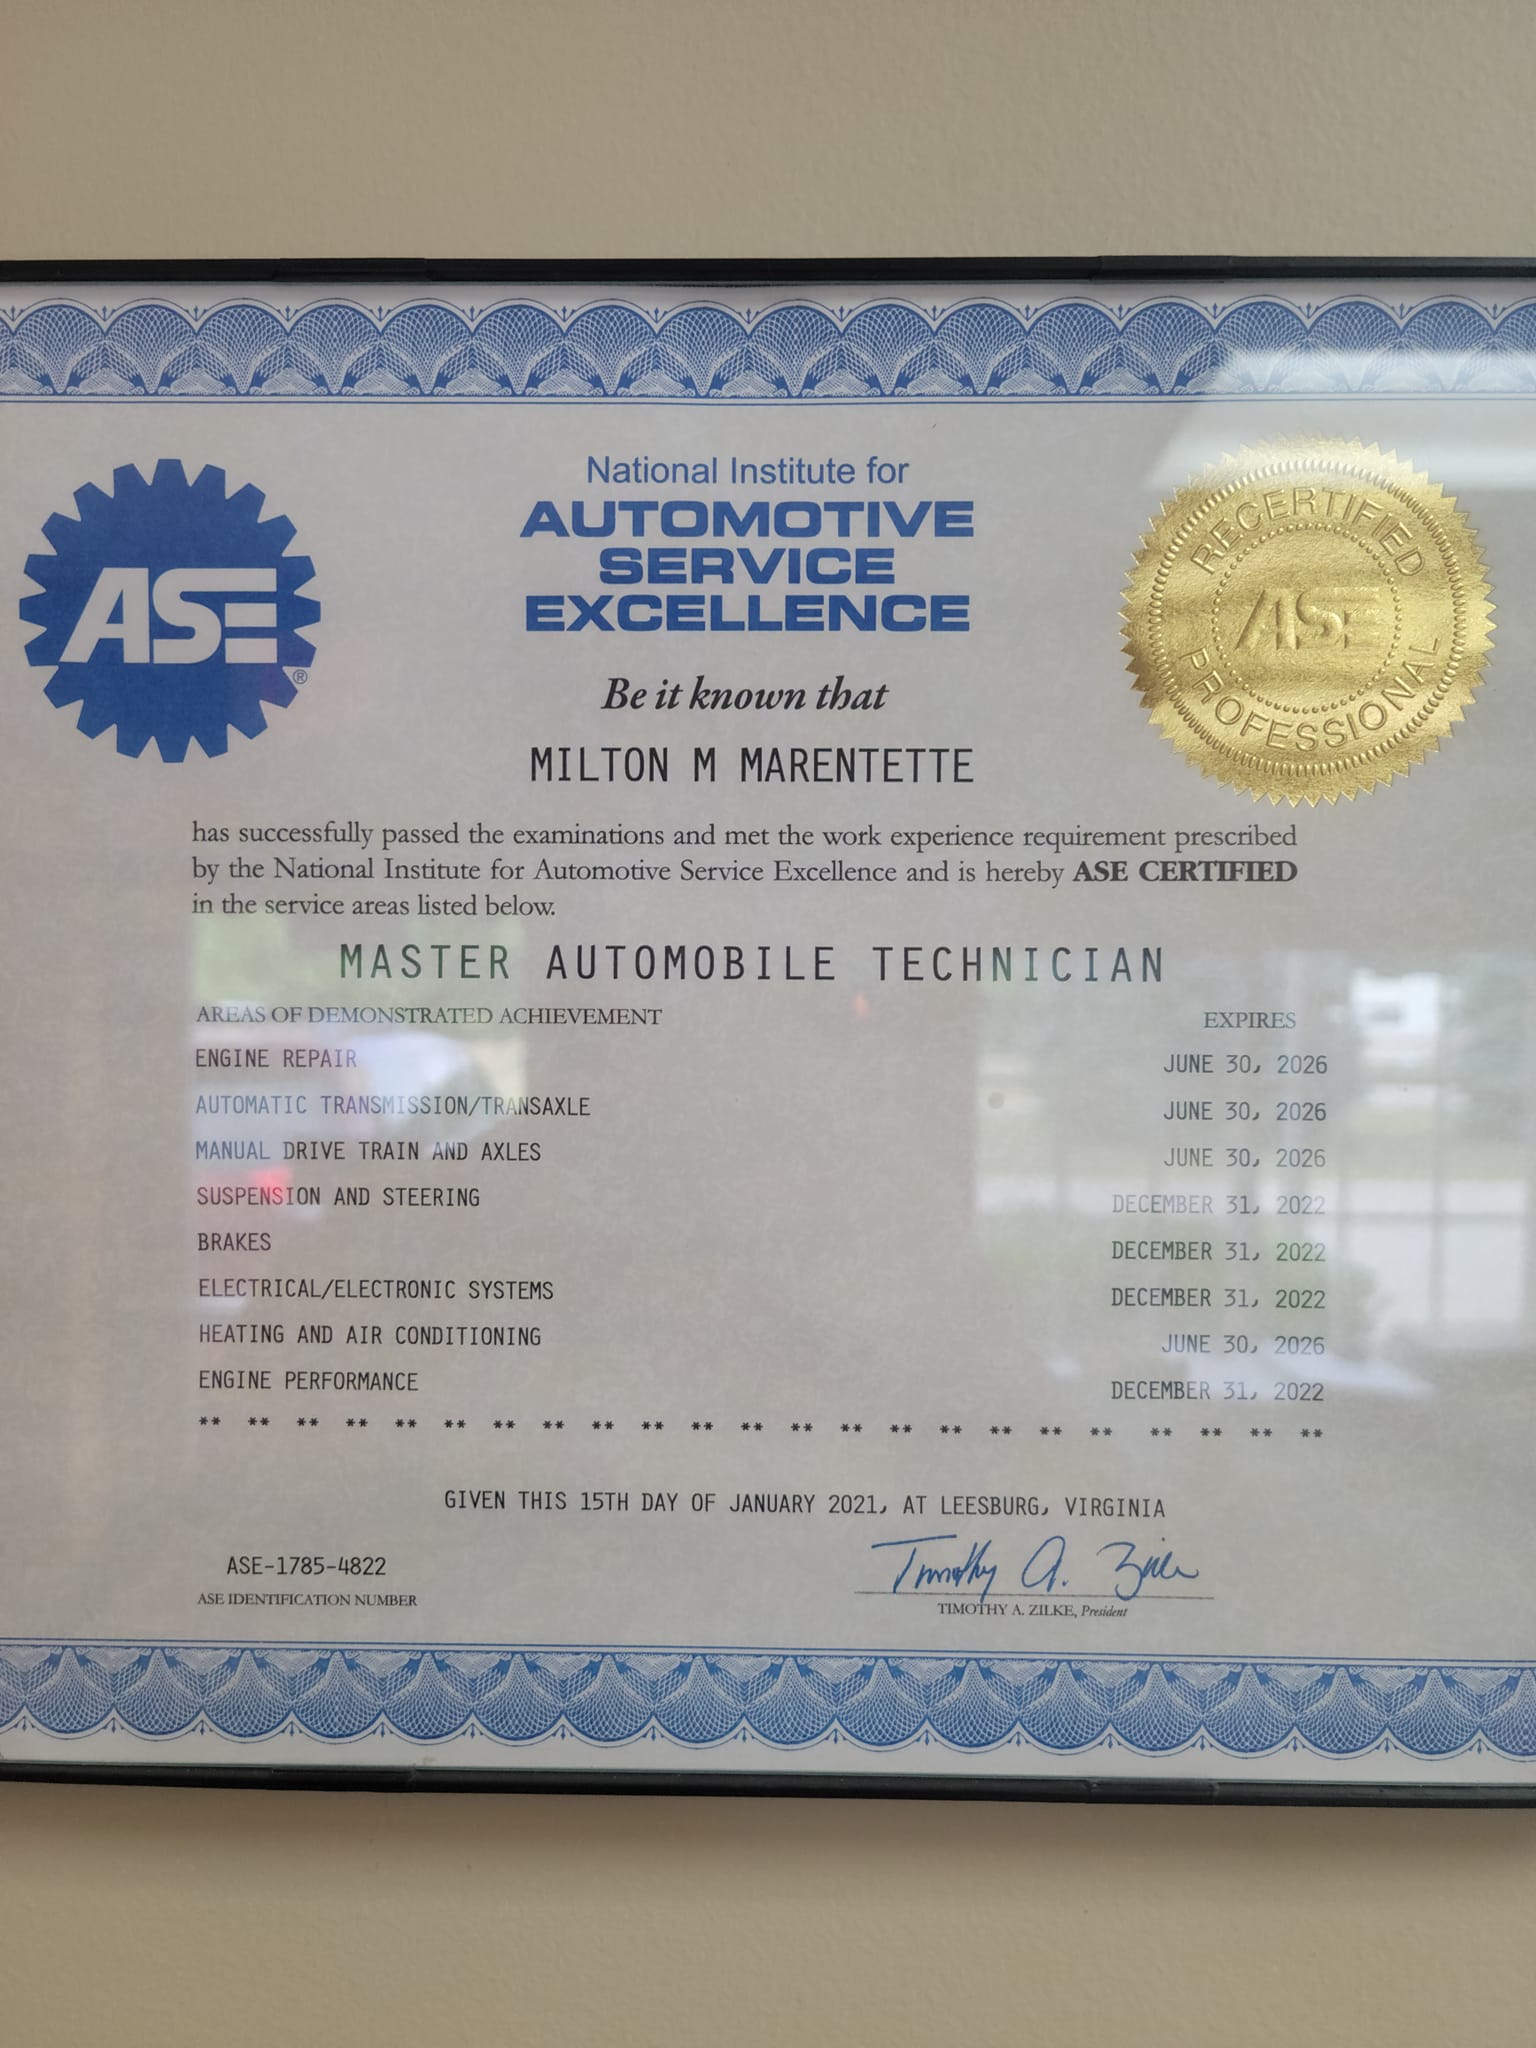 ASE
®
National Institute for
AUTOMOTIVE
SERVICE
EXCELLENCE
RECERTIFIED
ASE
PROFESSIONAL
Be it known that
MILTON M MARENTETTE
has successfully passed the examinations and met the work experience requirement prescribed
by the National Institute for Automotive Service Excellence and is hereby ASE CERTIFIED
in the service areas listed below.
MASTER AUTOMOBILE TECHNICIAN
AREAS OF DEMONSTRATED ACHIEVEMENT EXPIRES
ENGINE REPAIR JUNE 30, 2026
AUTOMATIC TRANSMISSION/TRANSAXLE JUNE 30, 2026
MANUAL DRIVE TRAIN AND AXLES JUNE 30, 2026
SUSPENSION AND STEERING DECEMBER 31, 2022
BRAKES DECEMBER 31, 2022
ELECTRICAL/ELECTRONIC SYSTEMS DECEMBER 31, 2022
HEATING AND AIR CONDITIONING JUNE 30, 2026
ENGINE PERFORMANCE DECEMBER 31, 2022
** ** ** ** ** ** ** ** ** ** ** ** ** ** ** ** ** ** ** ** ** ** **
GIVEN THIS 15TH DAY OF JANUARY 2021, AT LEESBURG, VIRGINIA
ASE-1785-4822
ASE IDENTIFICATION NUMBER
Timothy A. Zilke
TIMOTHY A. ZILKE, President